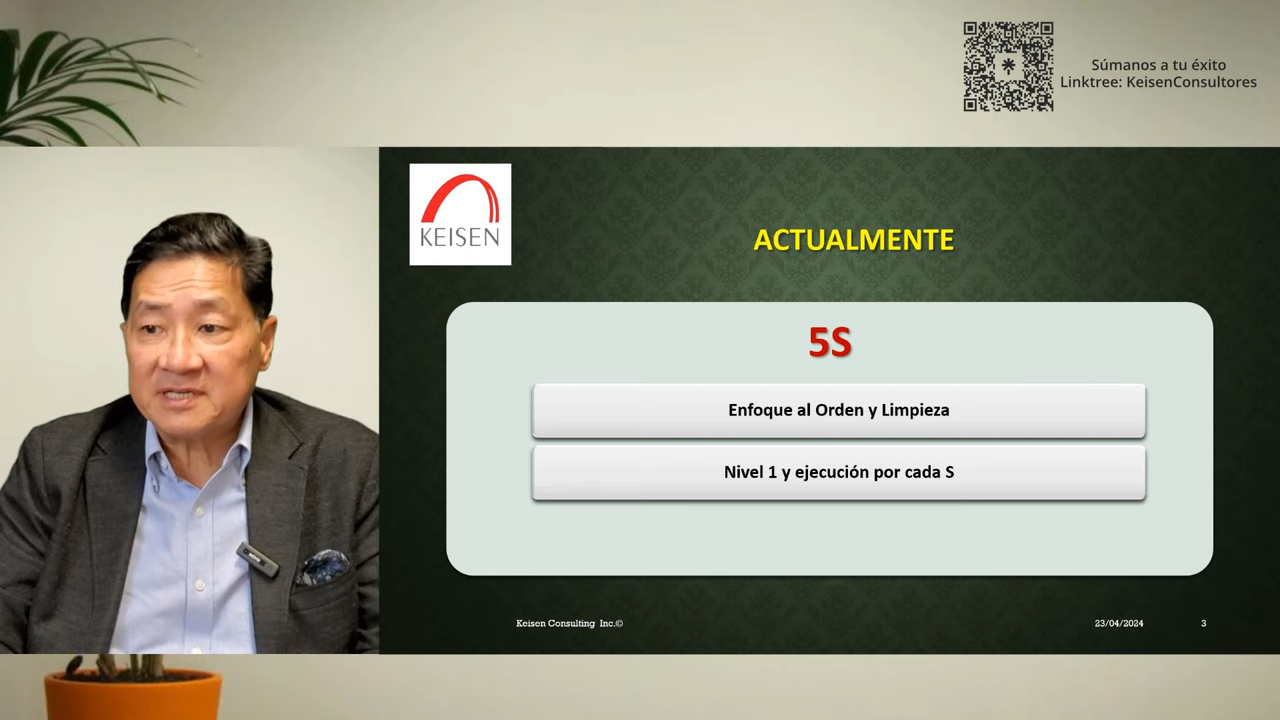 Súmanos a tu éxito
Linktree: KeisenConsultores
KEISEN
ACTUALMENTE
5S
Enfoque al Orden y Limpieza
Nivel 1 y ejecución por cada S
Keisen Consulting Inc.©
23/04/2024
3